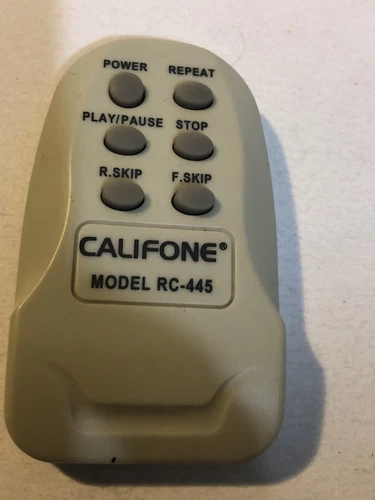 POWER REPEAT
PLAY/PAUSE STOP
R.SKIP F.SKIP
CALIFONE®
MODEL RC-445